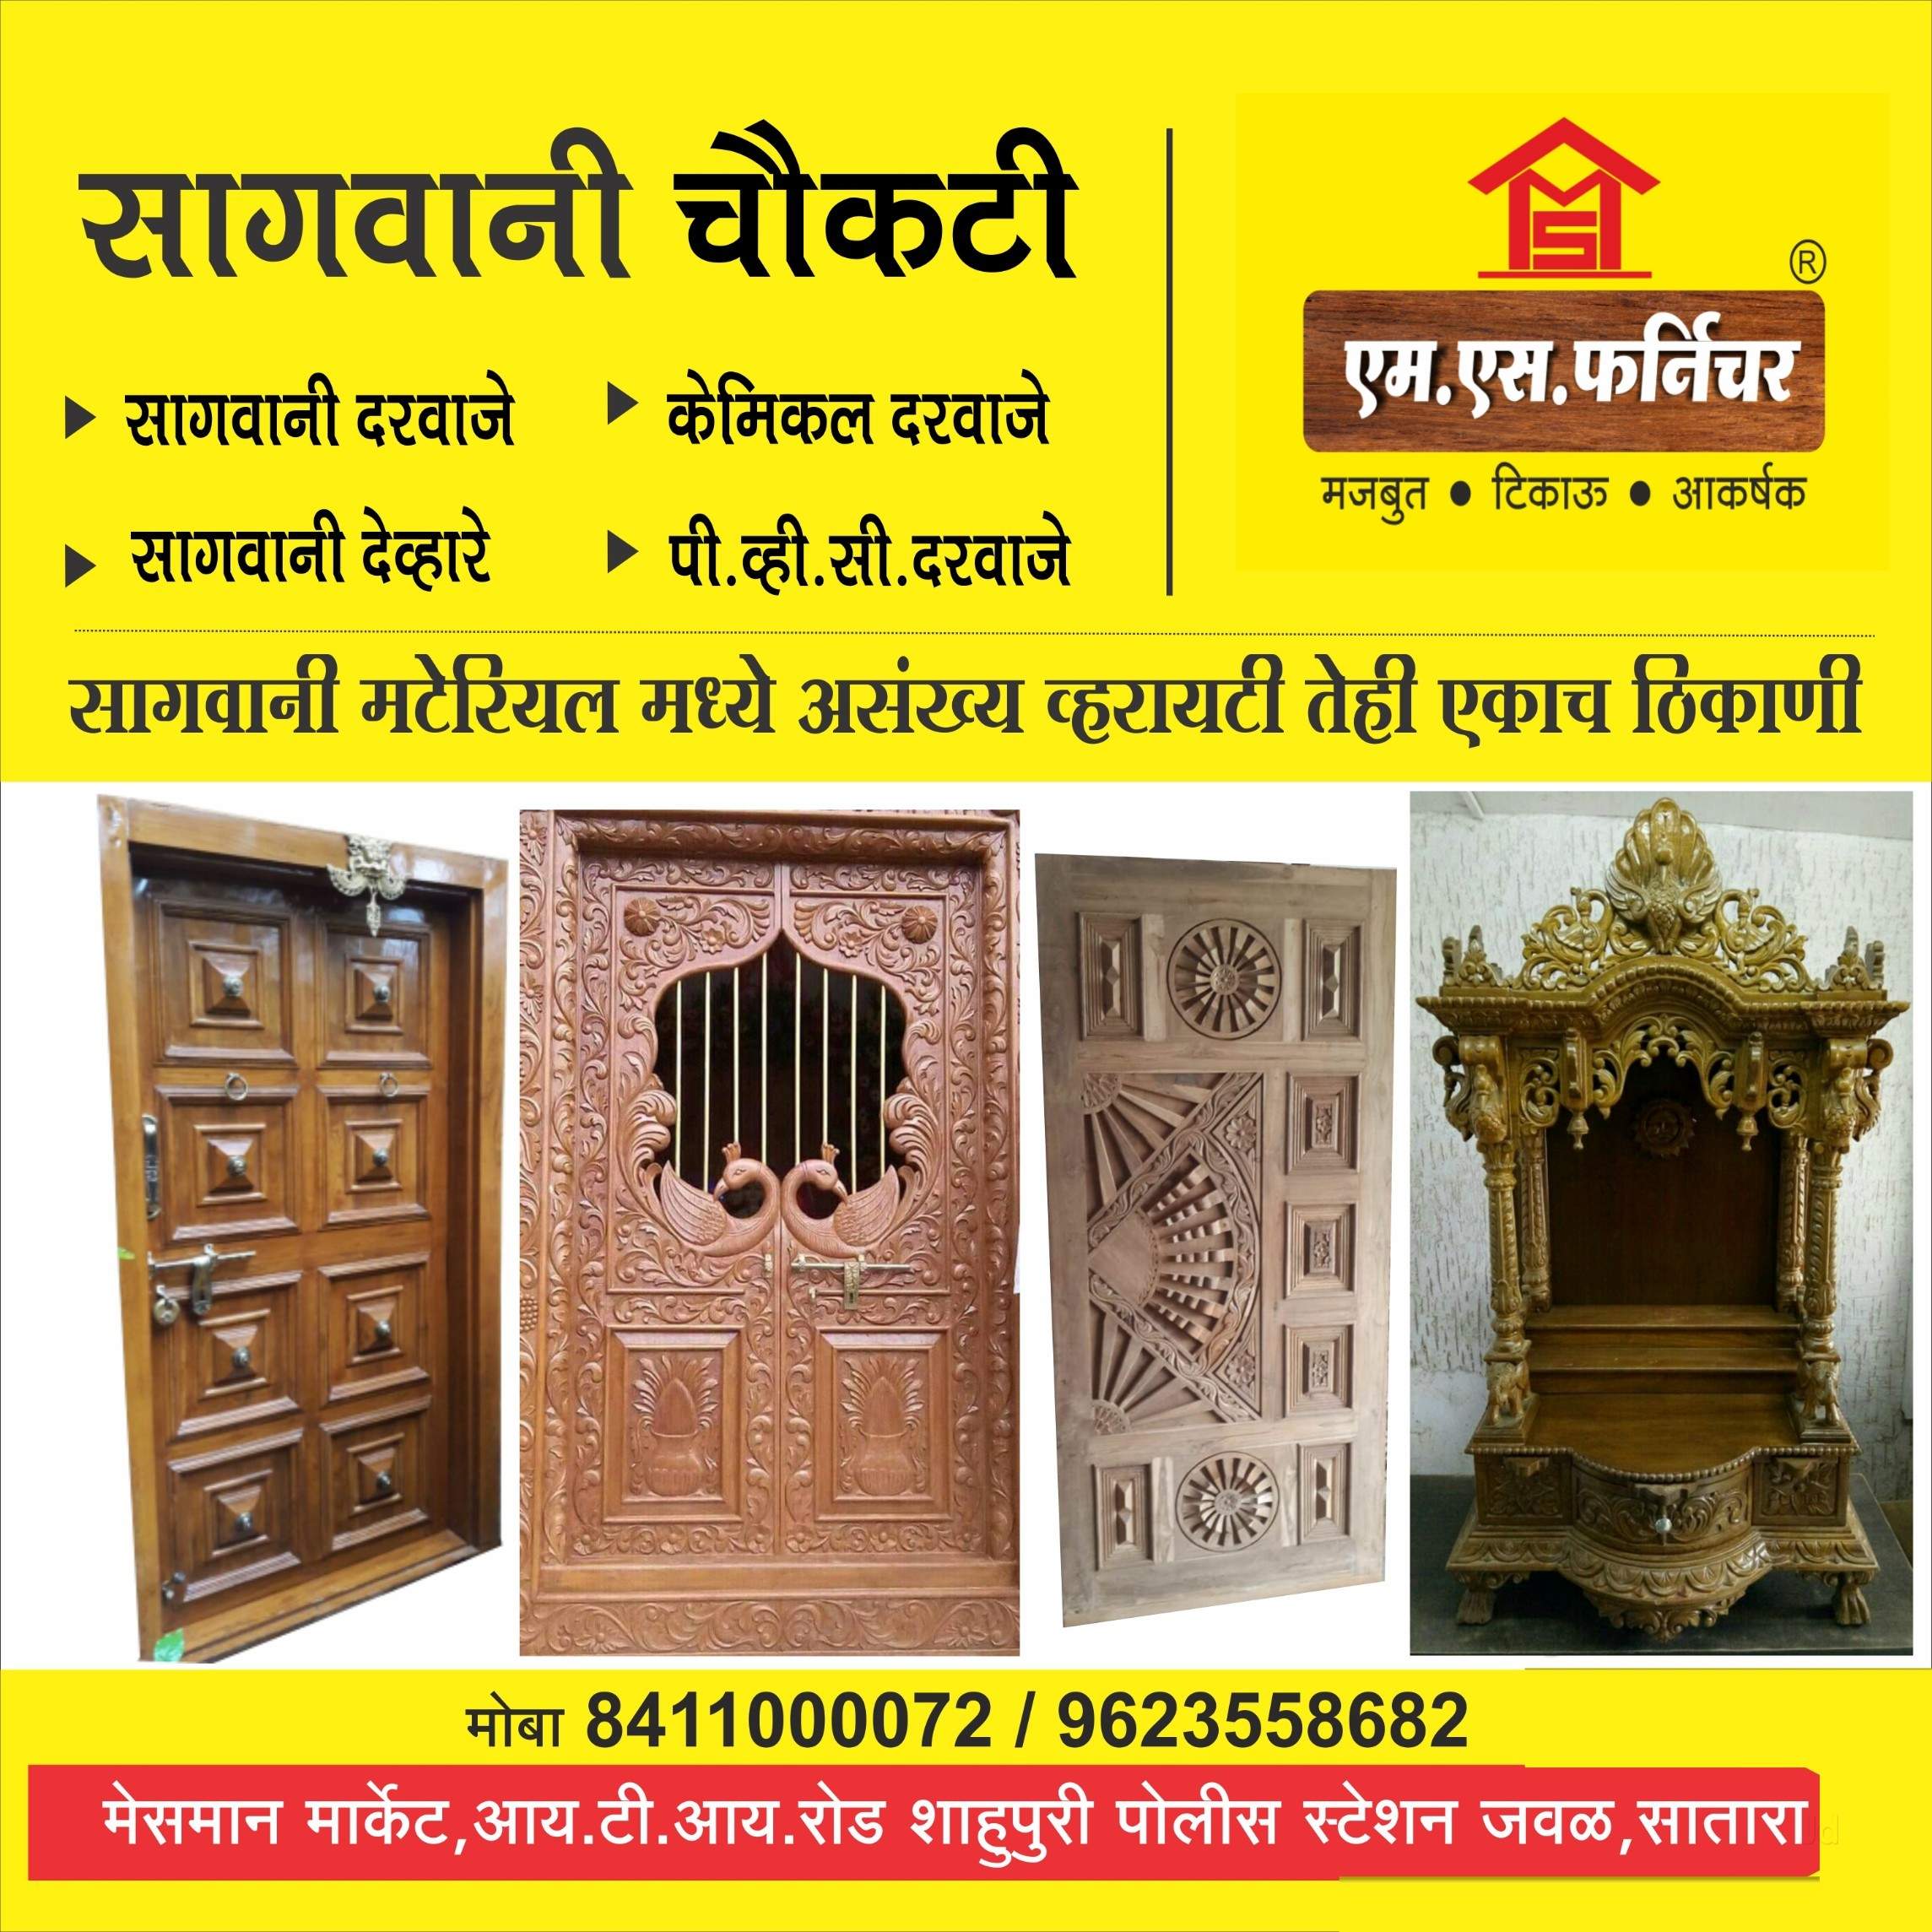 सागवानी चौकटी
सागवानी दरवाजे
केमिकल दरवाजे
सागवानी देव्हारे
पी.व्ही.सी.दरवाजे
MS
®
एम.एस.फर्निचर
मजबुत • टिकाऊ • आकर्षक
सागवानी मटेरियल मध्ये असंख्य व्हरायटी तेही एकाच ठिकाणी
मोबा 8411000072 / 9623558682
मेसमान मार्केट,आय.टी.आय.रोड शाहुपुरी पोलीस स्टेशन जवळ,सातारा